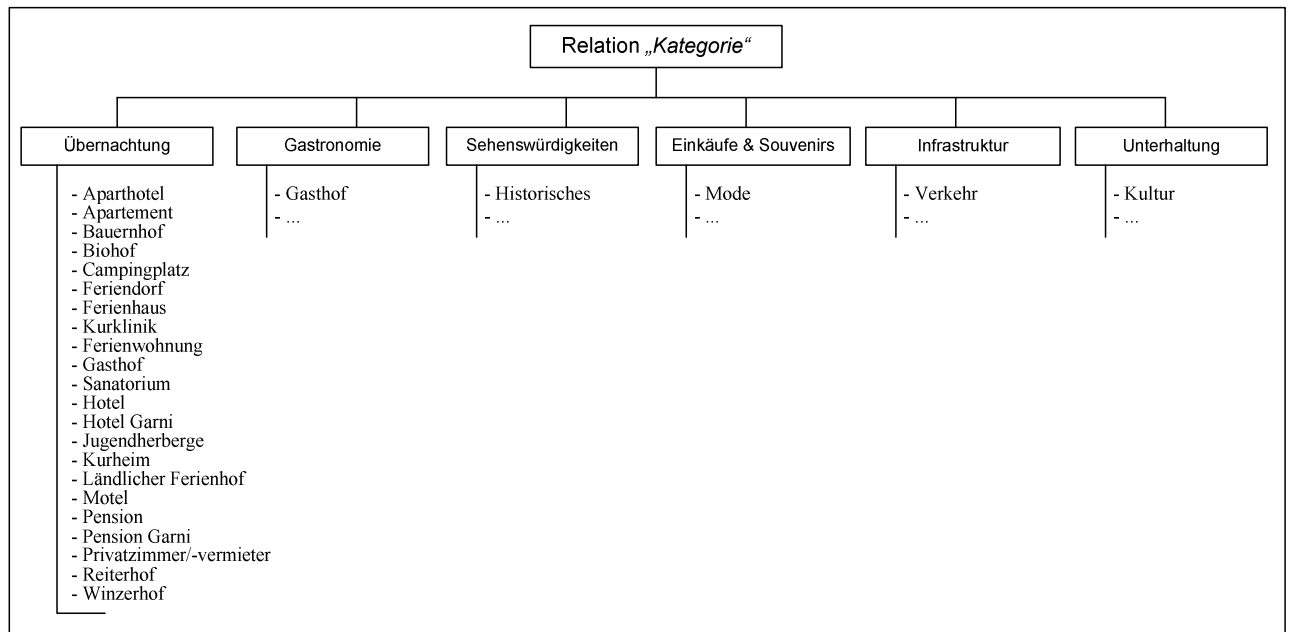 Relation „Kategorie“
Übernachtung
- Aparthotel
- Apartement
- Bauernhof
- Biohof
- Campingplatz
- Feriendorf
- Ferienhaus
- Kurklinik
- Ferienwohnung
- Gasthof
- Sanatorium
- Hotel
- Hotel Garni
- Jugendherberge
- Kurheim
- Ländlicher Ferienhof
- Motel
- Pension
- Pension Garni
- Privatzimmer/-vermieter
- Reiterhof
- Winzerhof
Gastronomie
- Gasthof
- ...
Sehenswürdigkeiten
- Historisches
- ...
Einkäufe & Souvenirs
- Mode
- ...
Infrastruktur
- Verkehr
- ...
Unterhaltung
- Kultur
- ...